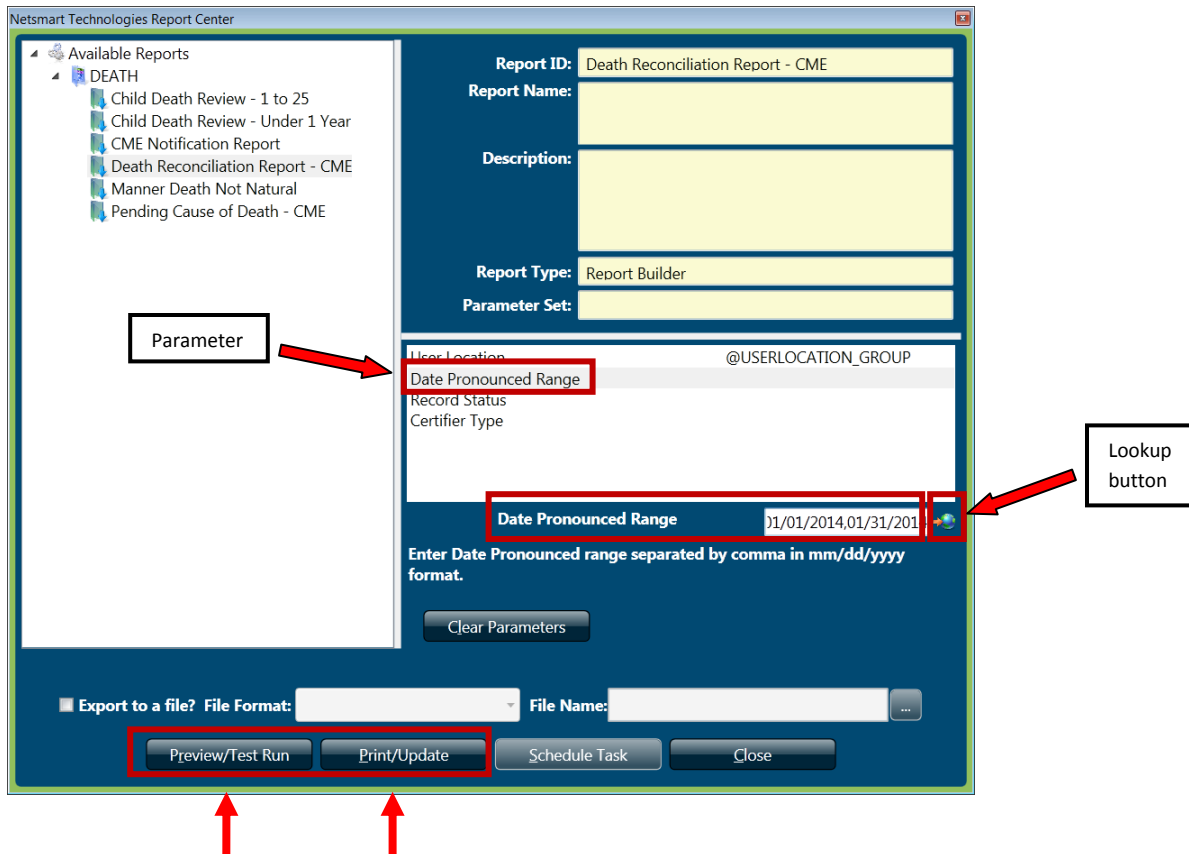 Netsmart Technologies Report Center
Available Reports
DEATH
Child Death Review - 1 to 25
Child Death Review - Under 1 Year
CME Notification Report
Death Reconciliation Report - CME
Manner Death Not Natural
Pending Cause of Death - CME
Report ID: Death Reconciliation Report - CME
Report Name:
Description:
Report Type: Report Builder
Parameter Set:
Parameter
User Location @USERLOCATION_GROUP
Date Pronounced Range
Record Status
Certifier Type
Lookup
button
Date Pronounced Range 01/01/2014,01/31/201
Enter Date Pronounced range separated by comma in mm/dd/yyyy
format.
Clear Parameters
Export to a file? File Format: File Name: ...
Preview/Test Run Print/Update Schedule Task Close